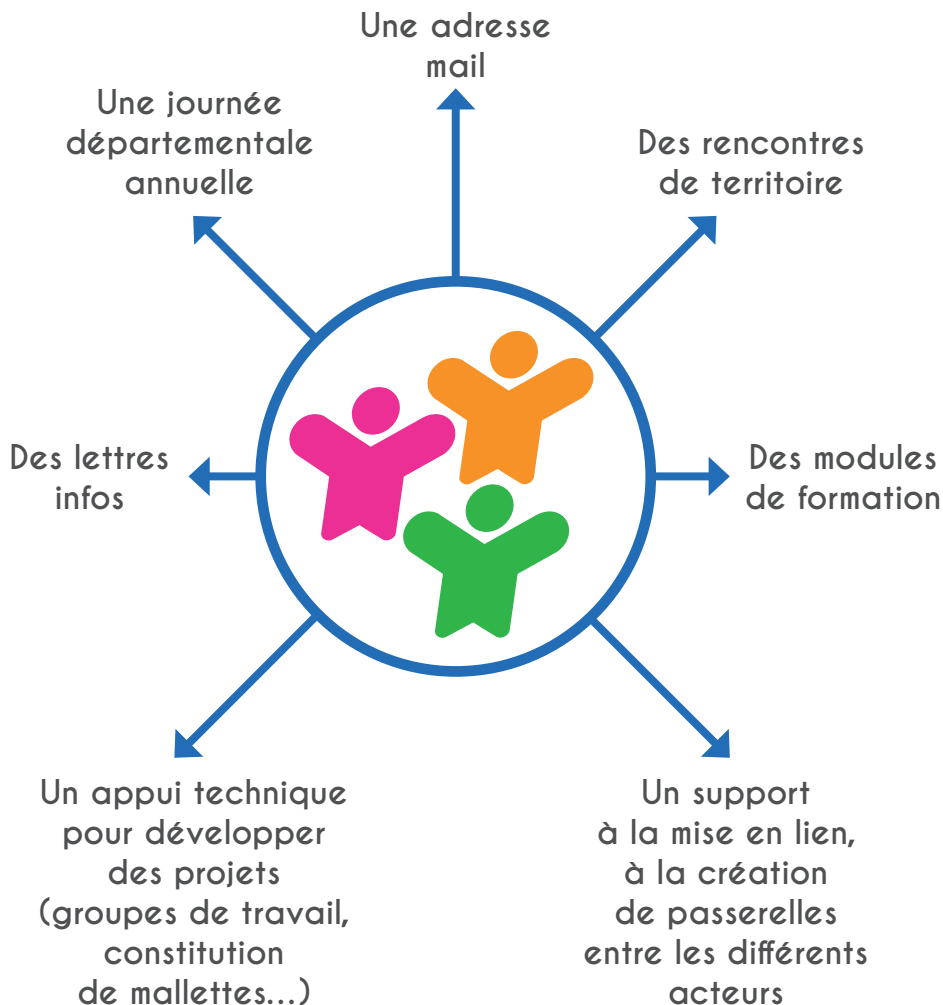 Une adresse
mail
Une journée
départementale
annuelle
Des rencontres
de territoire
Des lettres
infos
Des modules
de formation
Un appui technique
pour développer
des projets
(groupes de travail,
constitution
de mallettes...)
Un support
à la mise en lien,
à la création
de passerelles
entre les différents
acteurs